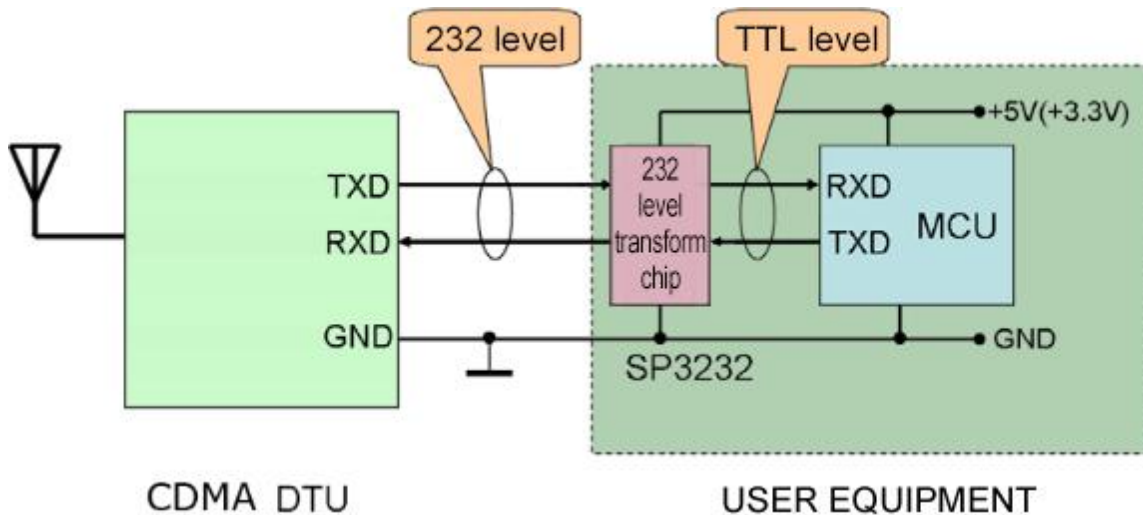 232 level
TTL level
+5V(+3.3V)
TXD
RXD
GND
232
level
transform
chip
RXD
TXD
MCU
GND
SP3232
CDMA DTU
USER EQUIPMENT